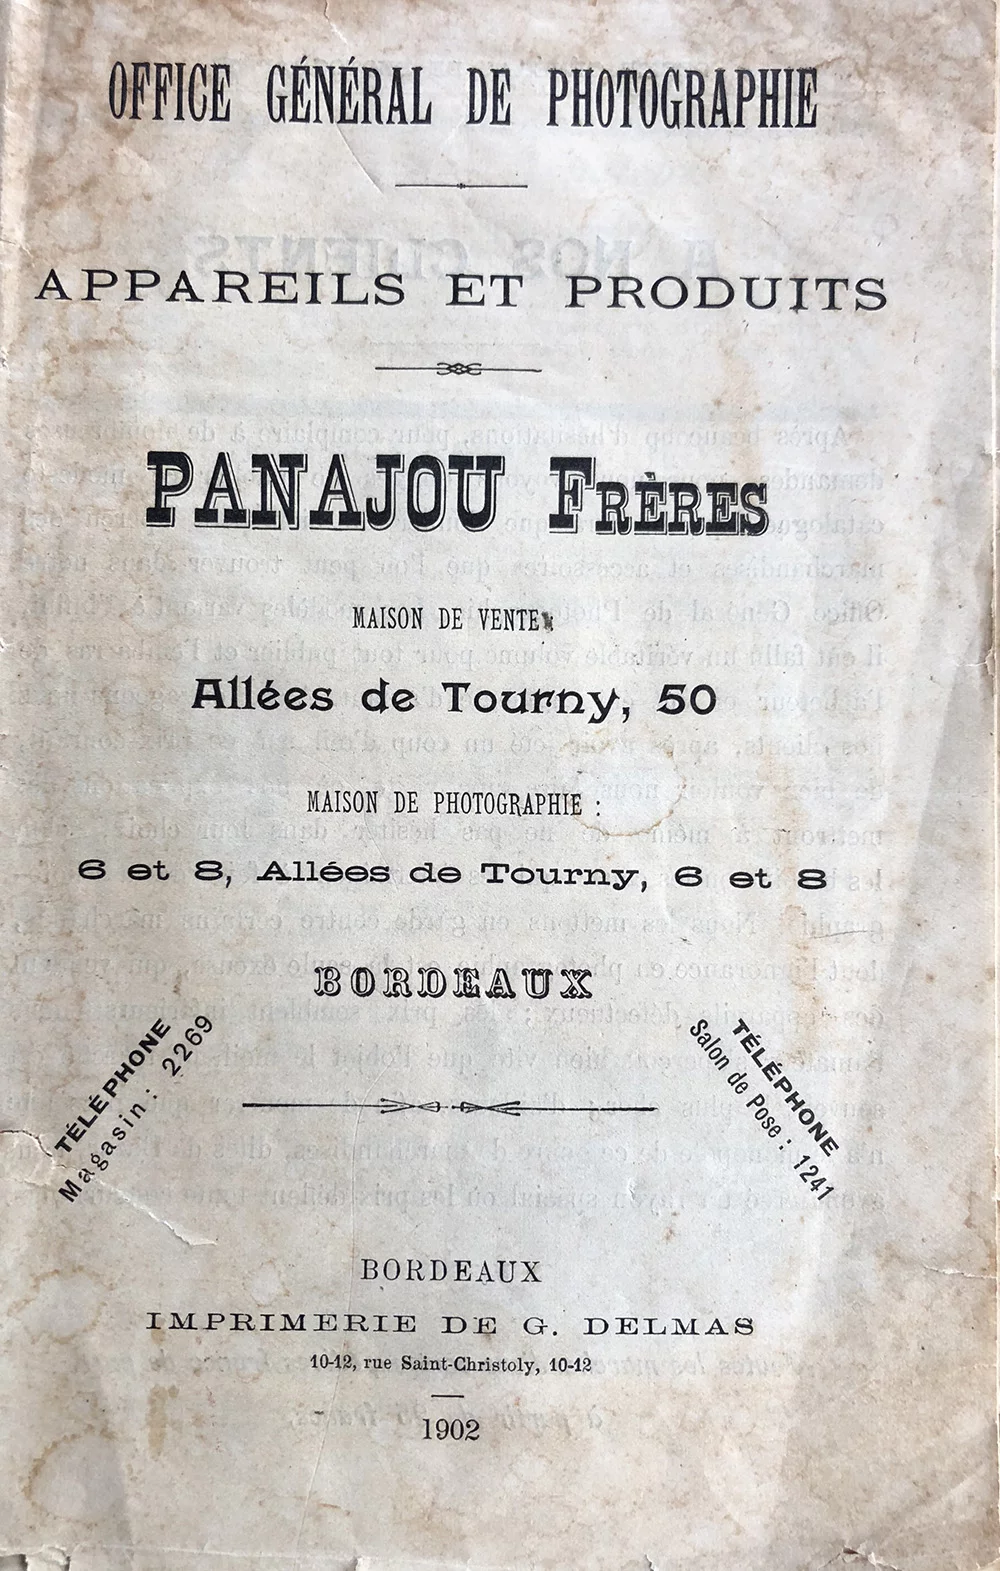 OFFICE GÉNÉRAL DE PHOTOGRAPHIE
APPAREILS ET PRODUITS
PANAJOU FRÈRES
MAISON DE VENTE
Allées de Tourny, 50
MAISON DE PHOTOGRAPHIE :
6 et 8, Allées de Tourny, 6 et 8
BORDEAUX
TÉLÉPHONE
Magasin : 2269
TÉLÉPHONE
Salon de Pose : 1241
BORDEAUX
IMPRIMERIE DE G. DELMAS
10-12, rue Saint-Christoly, 10-12
1902